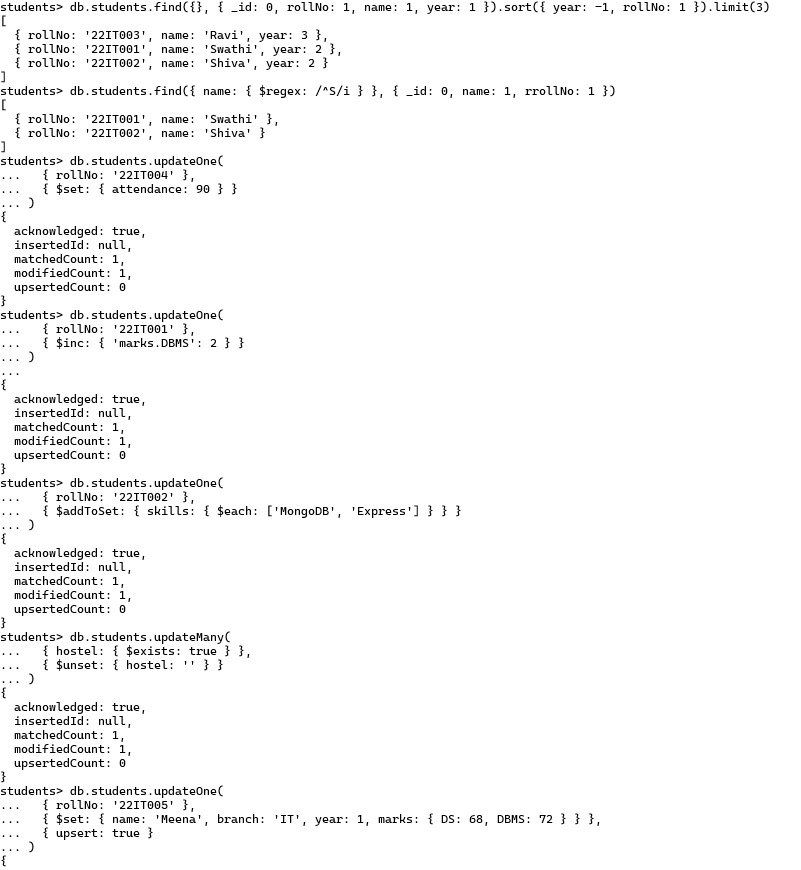 students> db.students.find({}, { _id: 0, rollNo: 1, name: 1, year: 1 }).sort({ year: -1, rollNo: 1 }).limit(3)
[
  { rollNo: '22IT003', name: 'Ravi', year: 3 },
  { rollNo: '22IT001', name: 'Swathi', year: 2 },
  { rollNo: '22IT002', name: 'Shiva', year: 2 }
]
students> db.students.find({ name: { $regex: /^S/i } }, { _id: 0, name: 1, rrollNo: 1 })
[
  { rollNo: '22IT001', name: 'Swathi' },
  { rollNo: '22IT002', name: 'Shiva' }
]
students> db.students.updateOne(
...   { rollNo: '22IT004' },
...   { $set: { attendance: 90 } }
... )
{
  acknowledged: true,
  insertedId: null,
  matchedCount: 1,
  modifiedCount: 1,
  upsertedCount: 0
}
students> db.students.updateOne(
...   { rollNo: '22IT001' },
...   { $inc: { 'marks.DBMS': 2 } }
... )
...
{
  acknowledged: true,
  insertedId: null,
  matchedCount: 1,
  modifiedCount: 1,
  upsertedCount: 0
}
students> db.students.updateOne(
...   { rollNo: '22IT002' },
...   { $addToSet: { skills: { $each: ['MongoDB', 'Express'] } } }
... )
{
  acknowledged: true,
  insertedId: null,
  matchedCount: 1,
  modifiedCount: 1,
  upsertedCount: 0
}
students> db.students.updateMany(
...   { hostel: { $exists: true } },
...   { $unset: { hostel: '' } }
... )
{
  acknowledged: true,
  insertedId: null,
  matchedCount: 1,
  modifiedCount: 1,
  upsertedCount: 0
}
students> db.students.updateOne(
...   { rollNo: '22IT005' },
...   { $set: { name: 'Meena', branch: 'IT', year: 1, marks: { DS: 68, DBMS: 72 } } },
...   { upsert: true }
... )
{